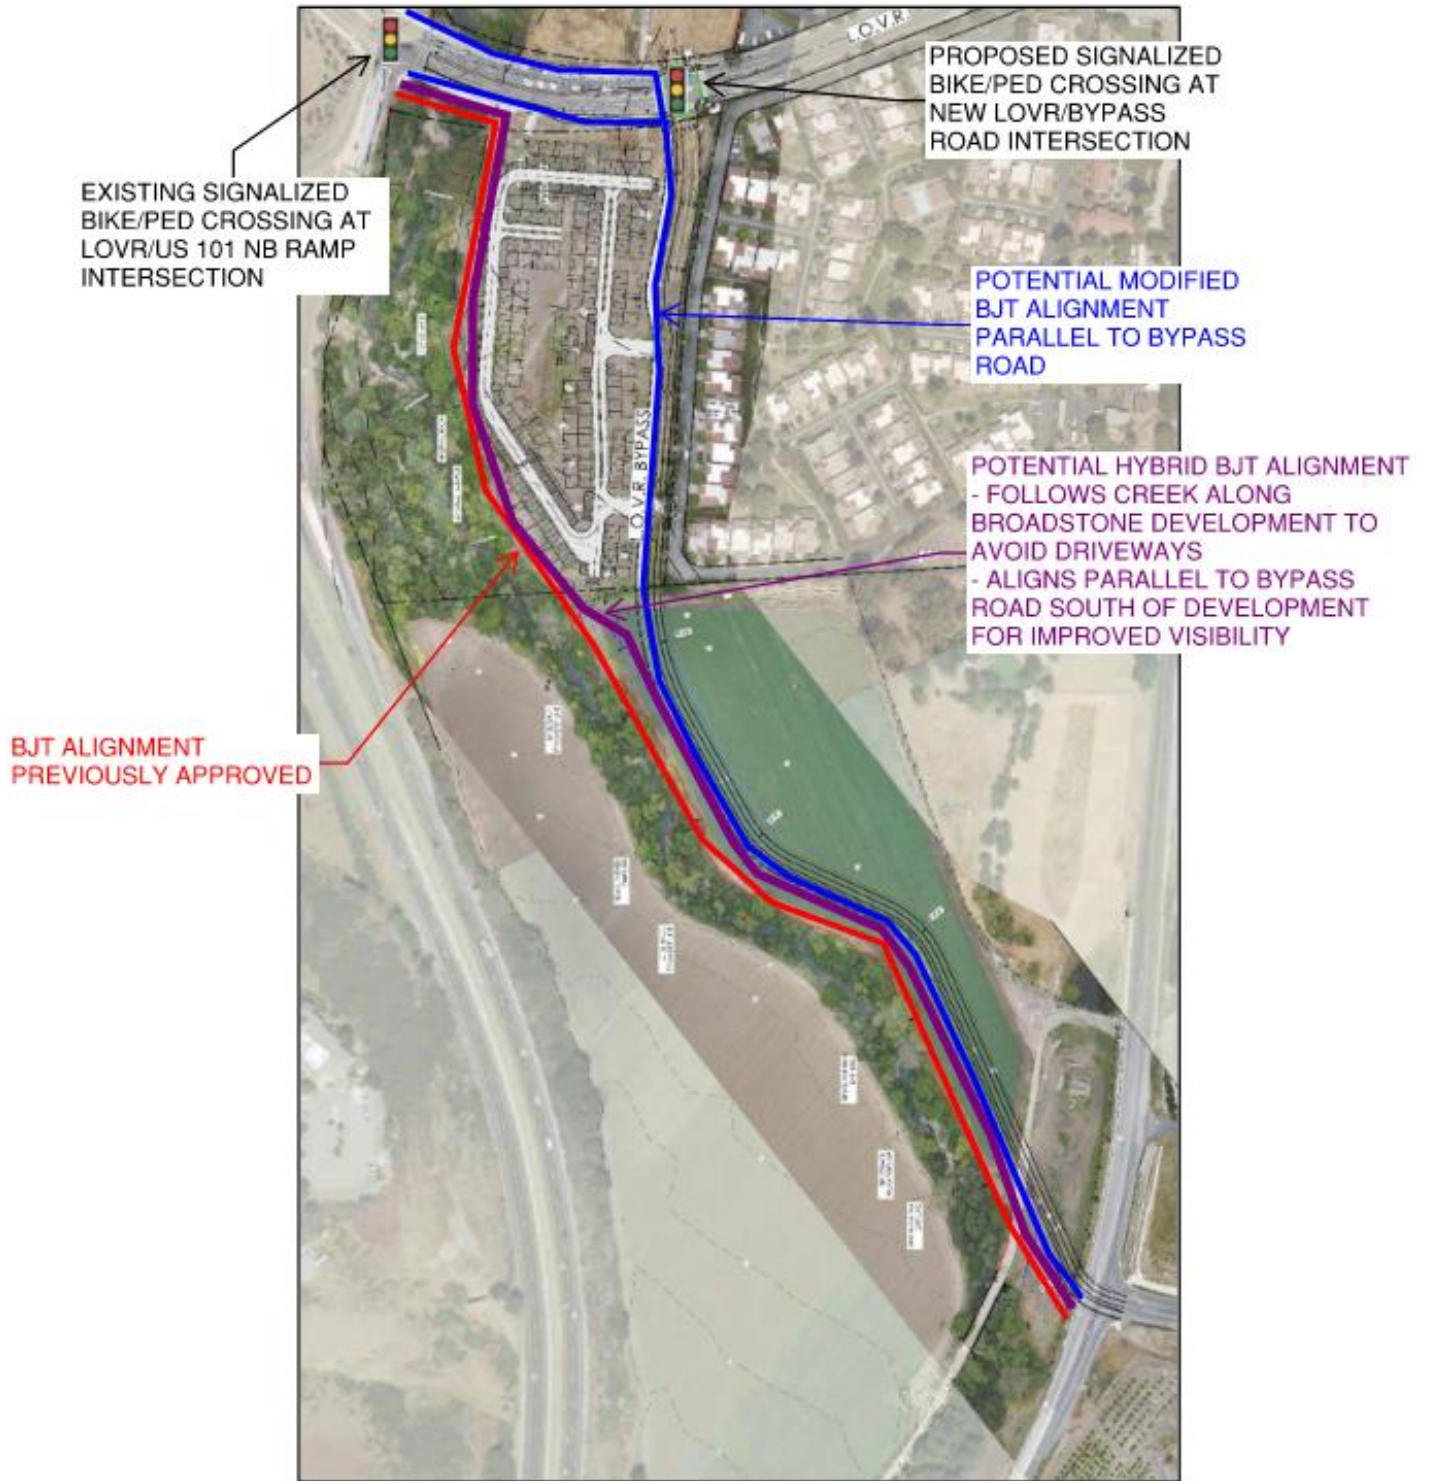 L.O.V.R.
PROPOSED SIGNALIZED
BIKE/PED CROSSING AT
NEW LOVR/BYPASS
ROAD INTERSECTION
EXISTING SIGNALIZED
BIKE/PED CROSSING AT
LOVR/US 101 NB RAMP
INTERSECTION
POTENTIAL MODIFIED
BJT ALIGNMENT
PARALLEL TO BYPASS
ROAD
L.O.V.R. BYPASS
POTENTIAL HYBRID BJT ALIGNMENT
- FOLLOWS CREEK ALONG
BROADSTONE DEVELOPMENT TO
AVOID DRIVEWAYS
- ALIGNS PARALLEL TO BYPASS
ROAD SOUTH OF DEVELOPMENT
FOR IMPROVED VISIBILITY
BJT ALIGNMENT
PREVIOUSLY APPROVED